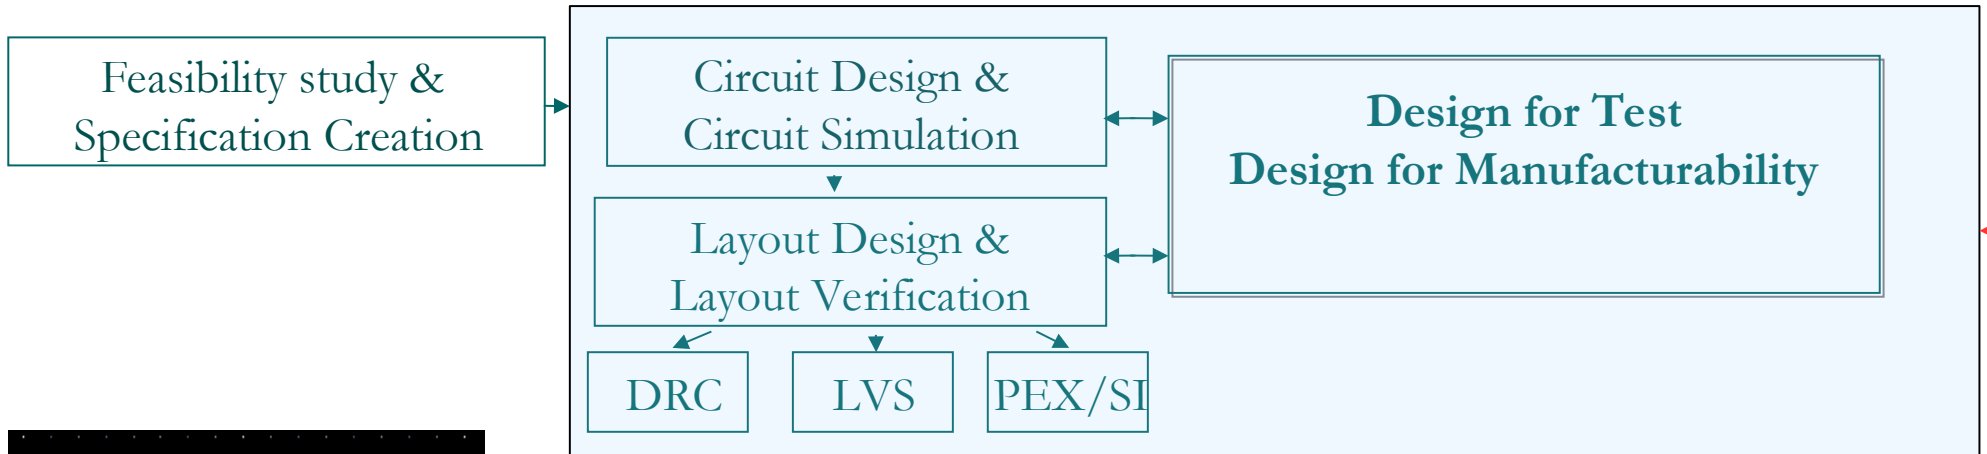 Feasibility study &
Specification Creation
Circuit Design &
Circuit Simulation
Design for Test
Design for Manufacturability
Layout Design &
Layout Verification
DRC
LVS
PEX/SI